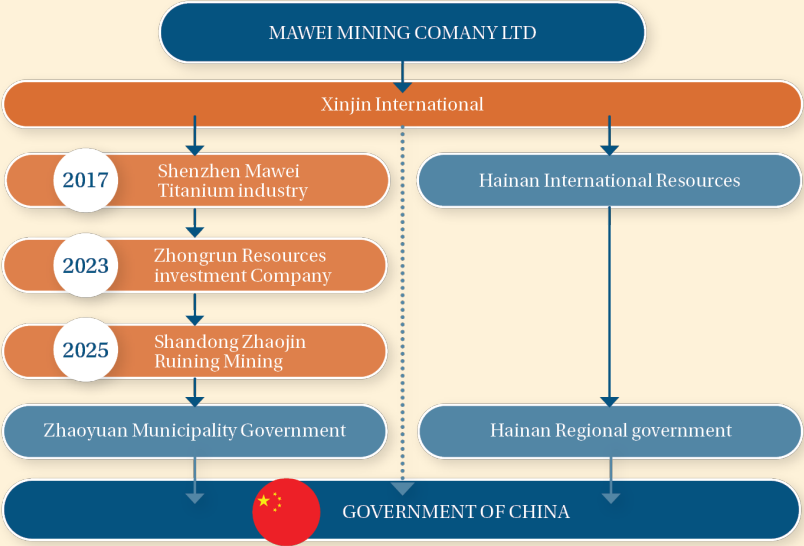 MAWEI MINING COMANY LTD
Xinjin International
2017
Shenzhen Mawei
Titanium industry
Hainan International Resources
2023
Zhongrun Resources
investment Company
2025
Shandong Zhaojin
Ruining Mining
Zhaoyuan Municipality Government
Hainan Regional government
GOVERNMENT OF CHINA